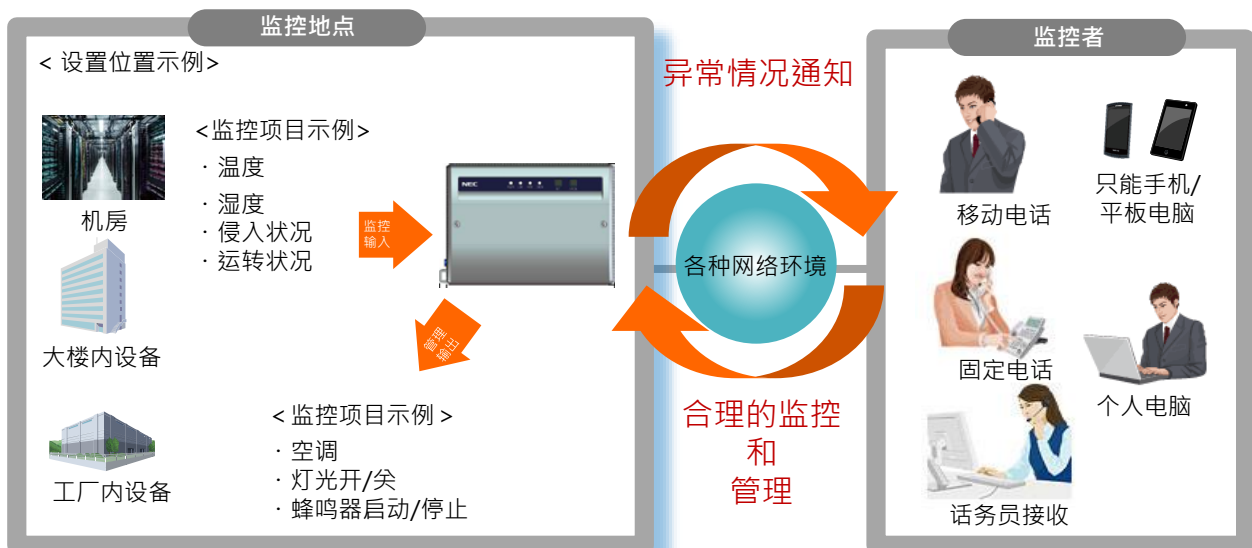 监控地点
< 设置位置示例>
机房
大楼内设备
工厂内设备
<监控项目示例>
· 温度
· 湿度
· 侵入状况
· 运转状况
监控
输入
NEC
管理
输出
< 监控项目示例 >
· 空调
· 灯光开/关
· 蜂鸣器启动/停止
异常情况通知
各种网络环境
合理的监控
和
管理
监控者
移动电话
只能手机/
平板电脑
固定电话
个人电脑
话务员接收